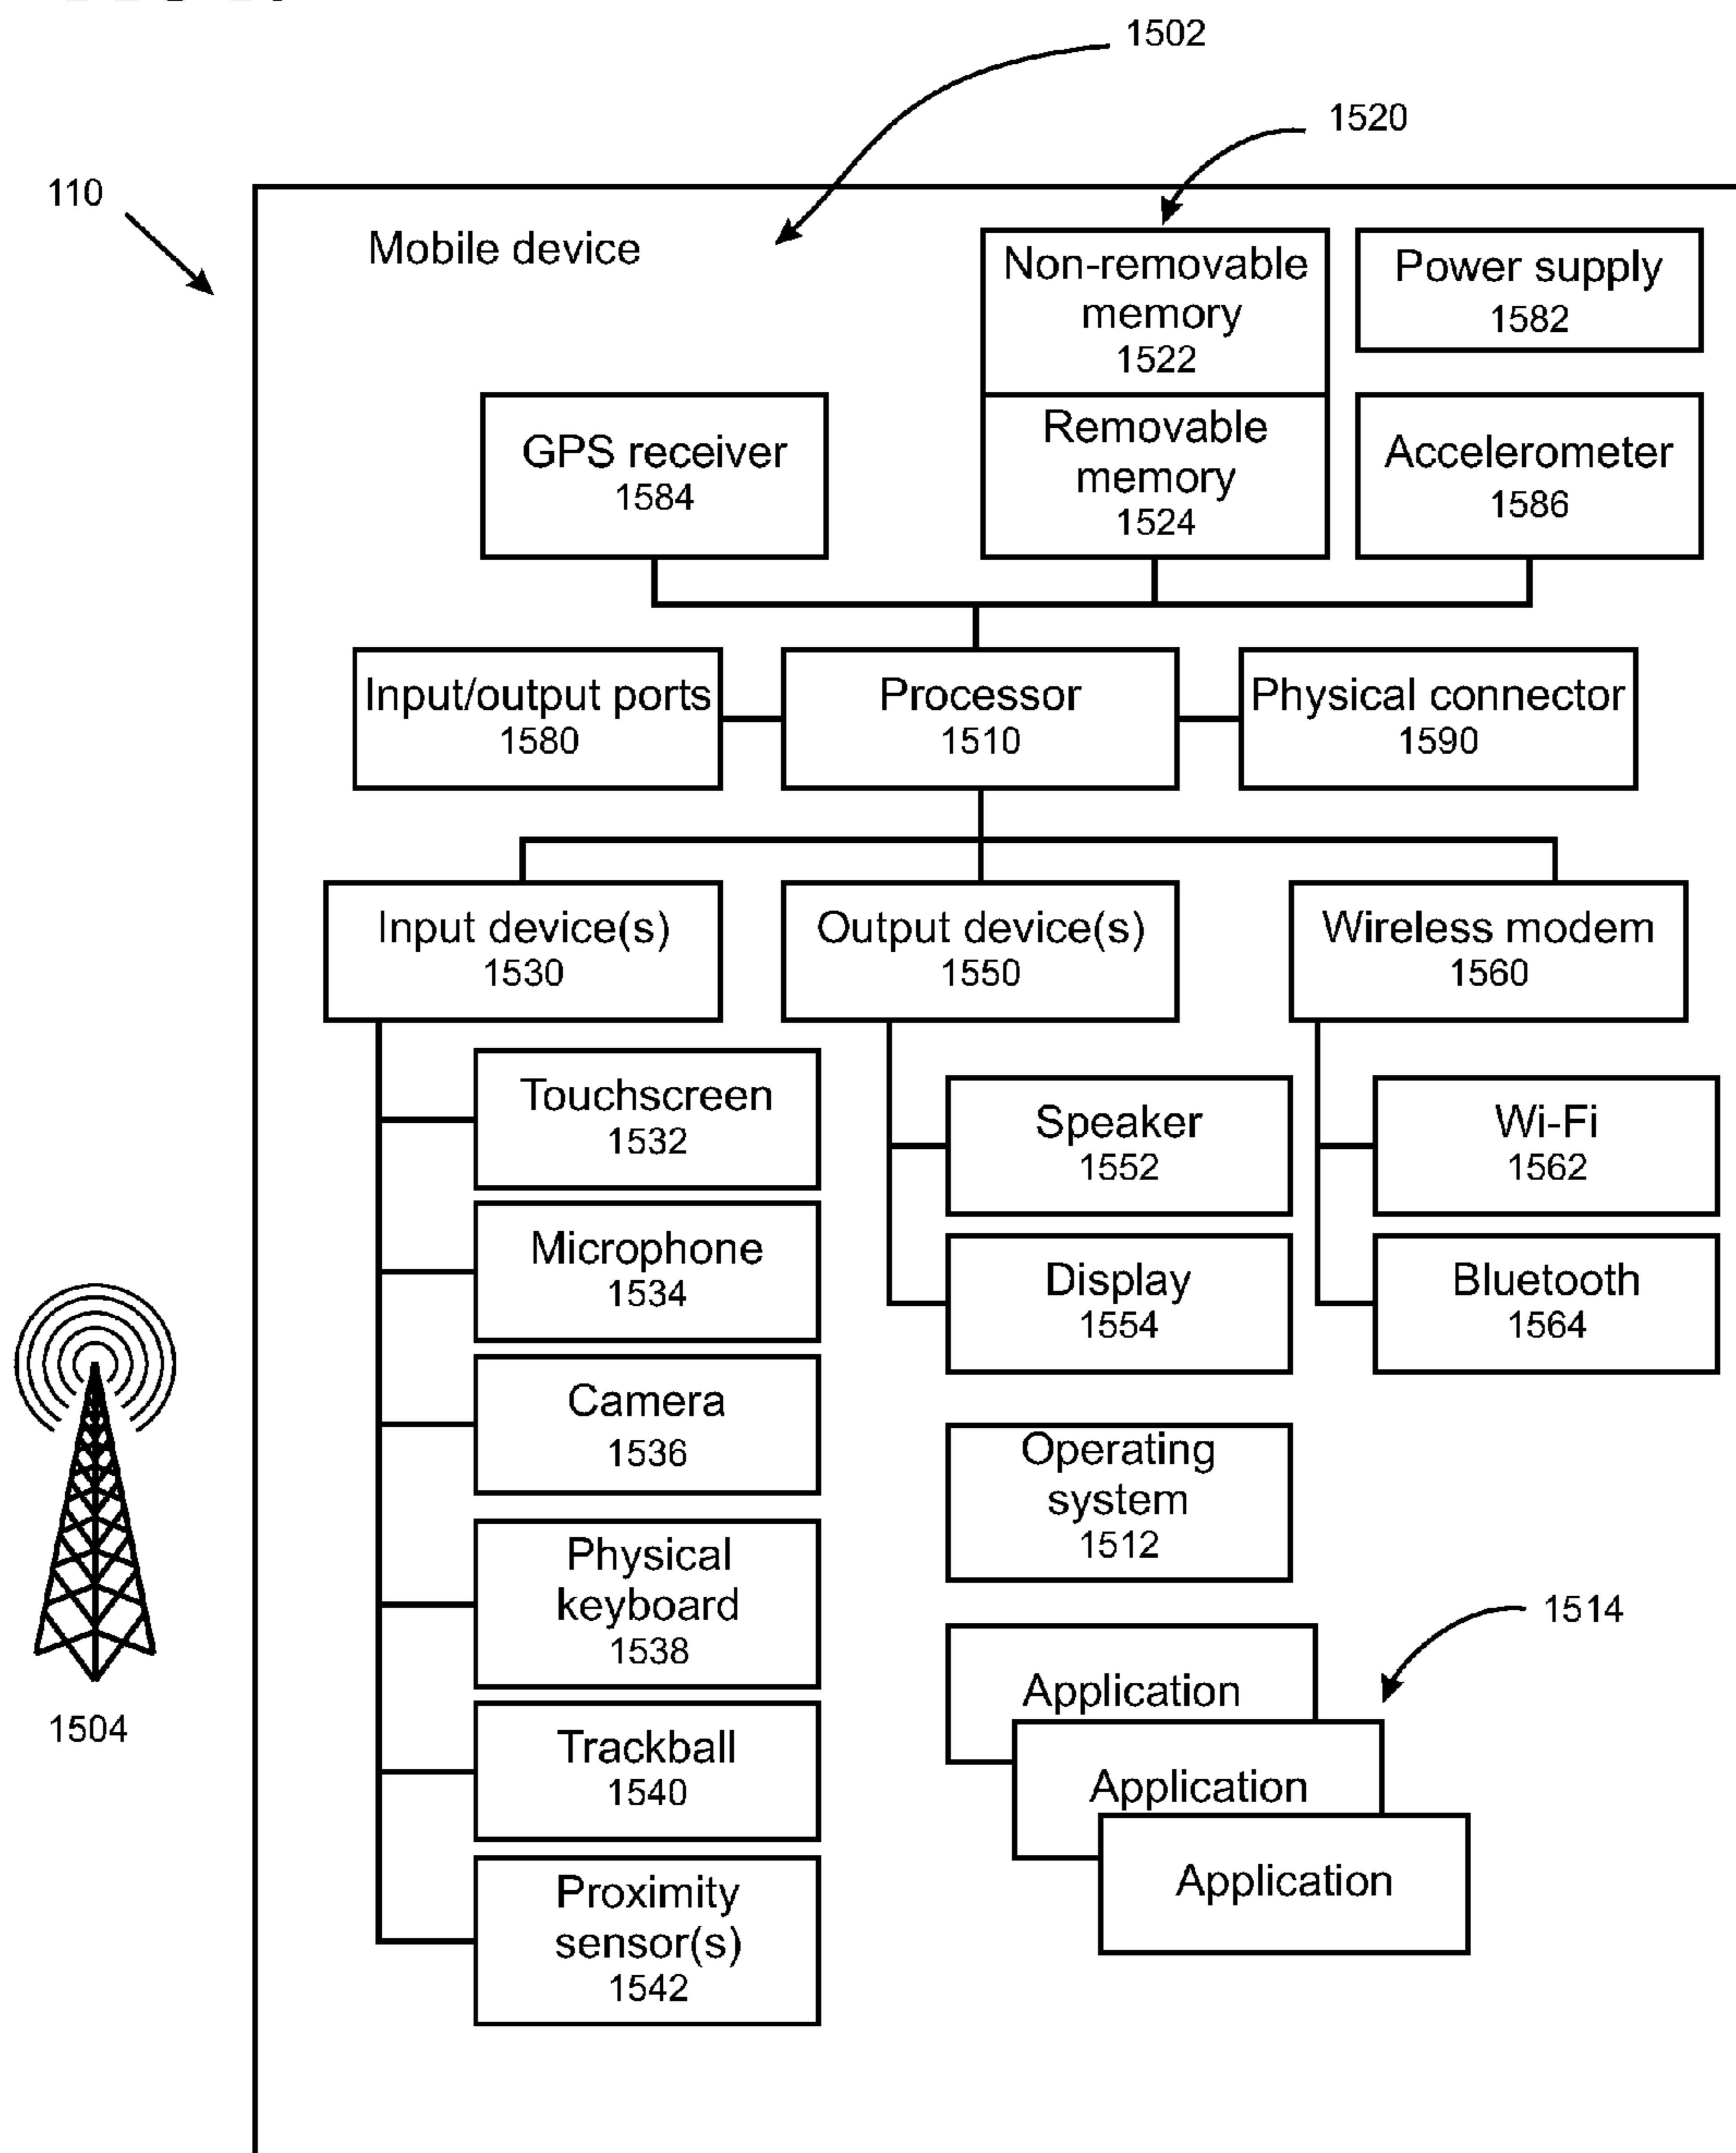 1502
1520
110
Mobile device
Non-removable
memory
1522
Power supply
1582
GPS receiver
1584
Removable
memory
1524
Accelerometer
1586
Input/output ports
1580
Processor
1510
Physical connector
1590
Input device(s)
1530
Output device(s)
1550
Wireless modem
1560
Touchscreen
1532
Speaker
1552
Wi-Fi
1562
Microphone
1534
Display
1554
Bluetooth
1564
Camera
1536
Operating
system
1512
Physical
keyboard
1538
1514
Application
1504
Trackball
1540
Application
Application
Proximity
sensor(s)
1542